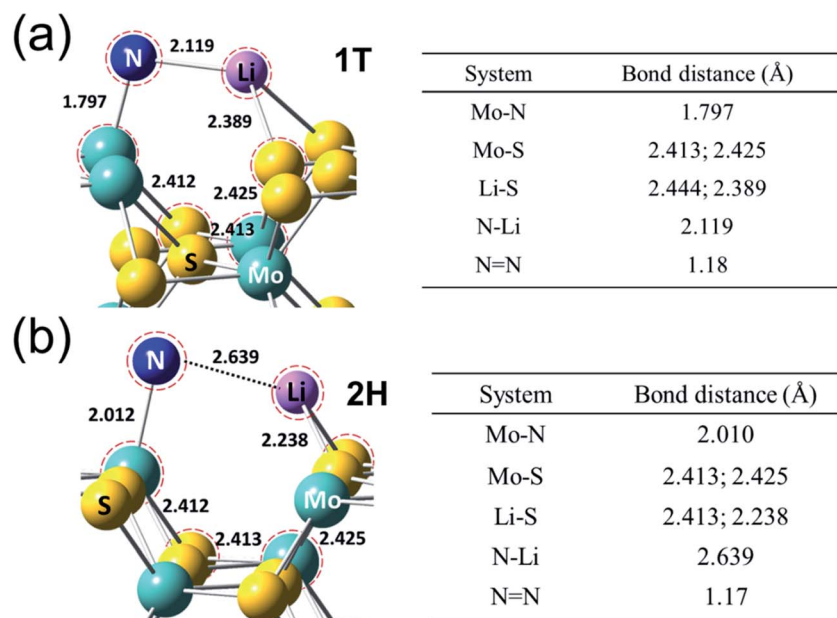 (a)
N
2.119
Li
1T
1.797
2.389
2.412
2.425
2.413
S
Mo
System Bond distance (Å)
Mo-N 1.797
Mo-S 2.413; 2.425
Li-S 2.444; 2.389
N-Li 2.119
N=N 1.18
(b)
N
2.639
Li
2H
2.012
2.238
S
Mo
2.412
2.413
2.425
Mo
System Bond distance (Å)
Mo-N 2.010
Mo-S 2.413; 2.425
Li-S 2.413; 2.238
N-Li 2.639
N=N 1.17